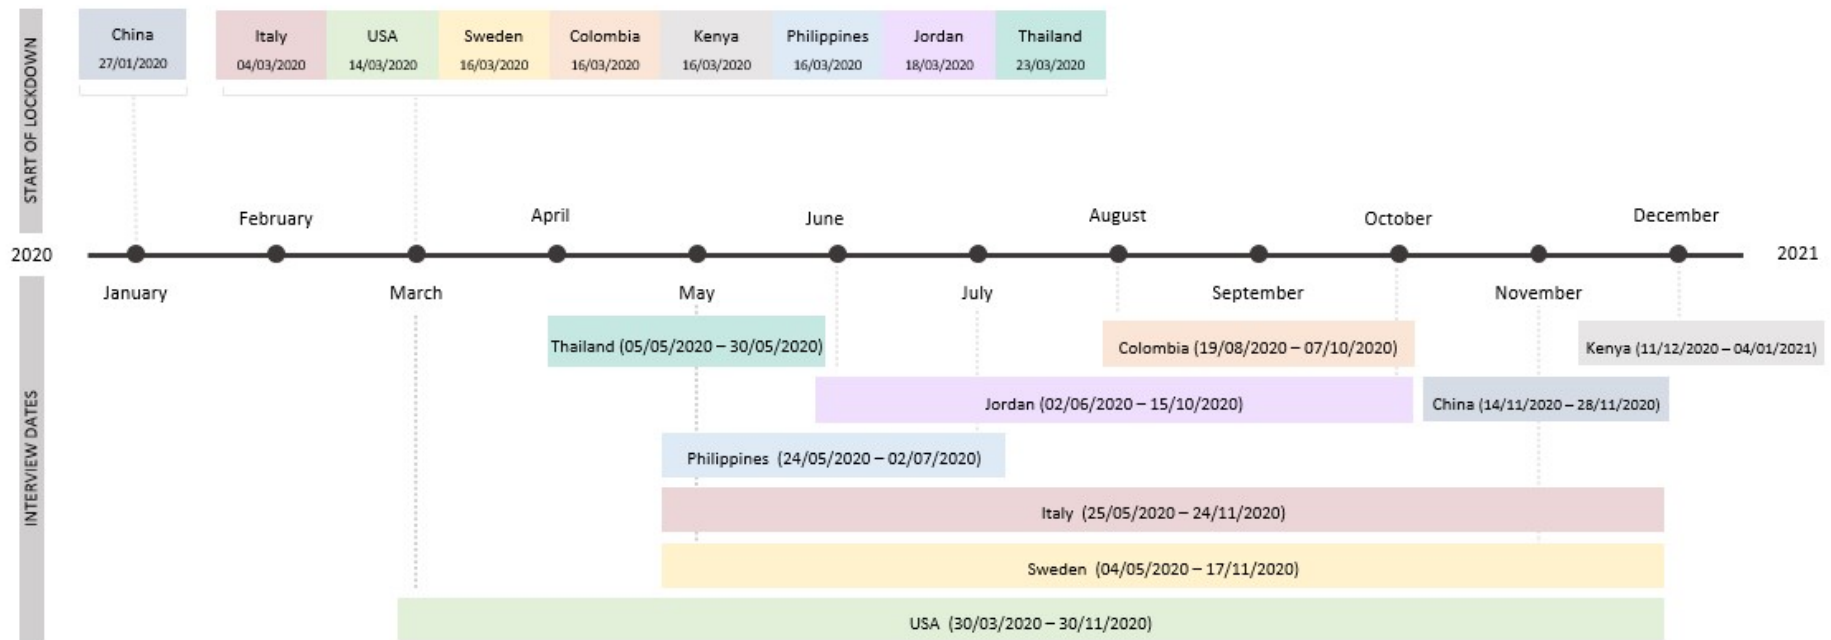 START OF LOCKDOWN
China
27/01/2020
Italy
04/03/2020
USA
14/03/2020
Sweden
16/03/2020
Colombia
16/03/2020
Kenya
16/03/2020
Philippines
16/03/2020
Jordan
18/03/2020
Thailand
23/03/2020
February
April
June
August
October
December
2020
2021
January
March
May
July
September
November
INTERVIEW DATES
Thailand (05/05/2020 – 30/05/2020)
Colombia (19/08/2020 – 07/10/2020)
Kenya (11/12/2020 – 04/01/2021)
Jordan (02/06/2020 – 15/10/2020)
China (14/11/2020 – 28/11/2020)
Philippines (24/05/2020 – 02/07/2020)
Italy (25/05/2020 – 24/11/2020)
Sweden (04/05/2020 – 17/11/2020)
USA (30/03/2020 – 30/11/2020)